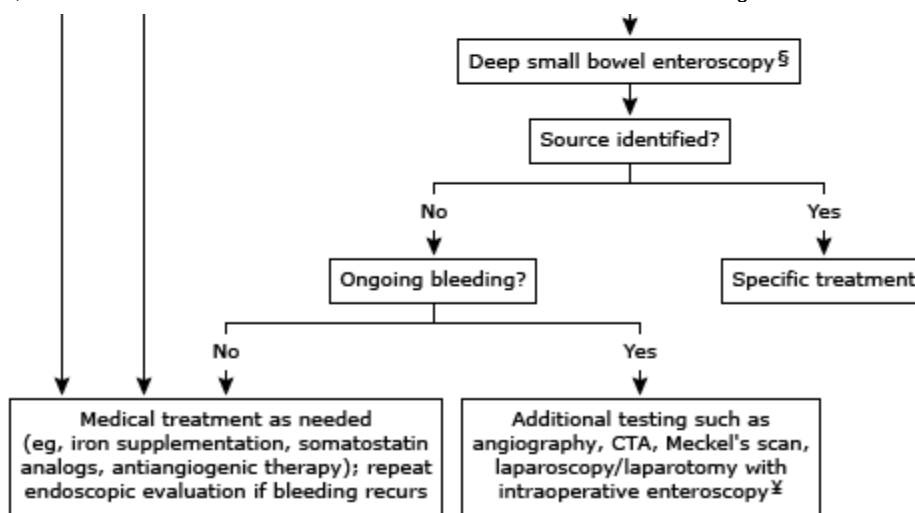 Deep small bowel enteroscopy§
Source identified?
No
Yes
Ongoing bleeding?
Specific treatment
No
Yes
Medical treatment as needed
(eg, iron supplementation, somatostatin
analogs, antiangiogenic therapy); repeat
endoscopic evaluation if bleeding recurs
Additional testing such as
angiography, CTA, Meckel's scan,
laparoscopy/laparotomy with
intraoperative enteroscopy¥